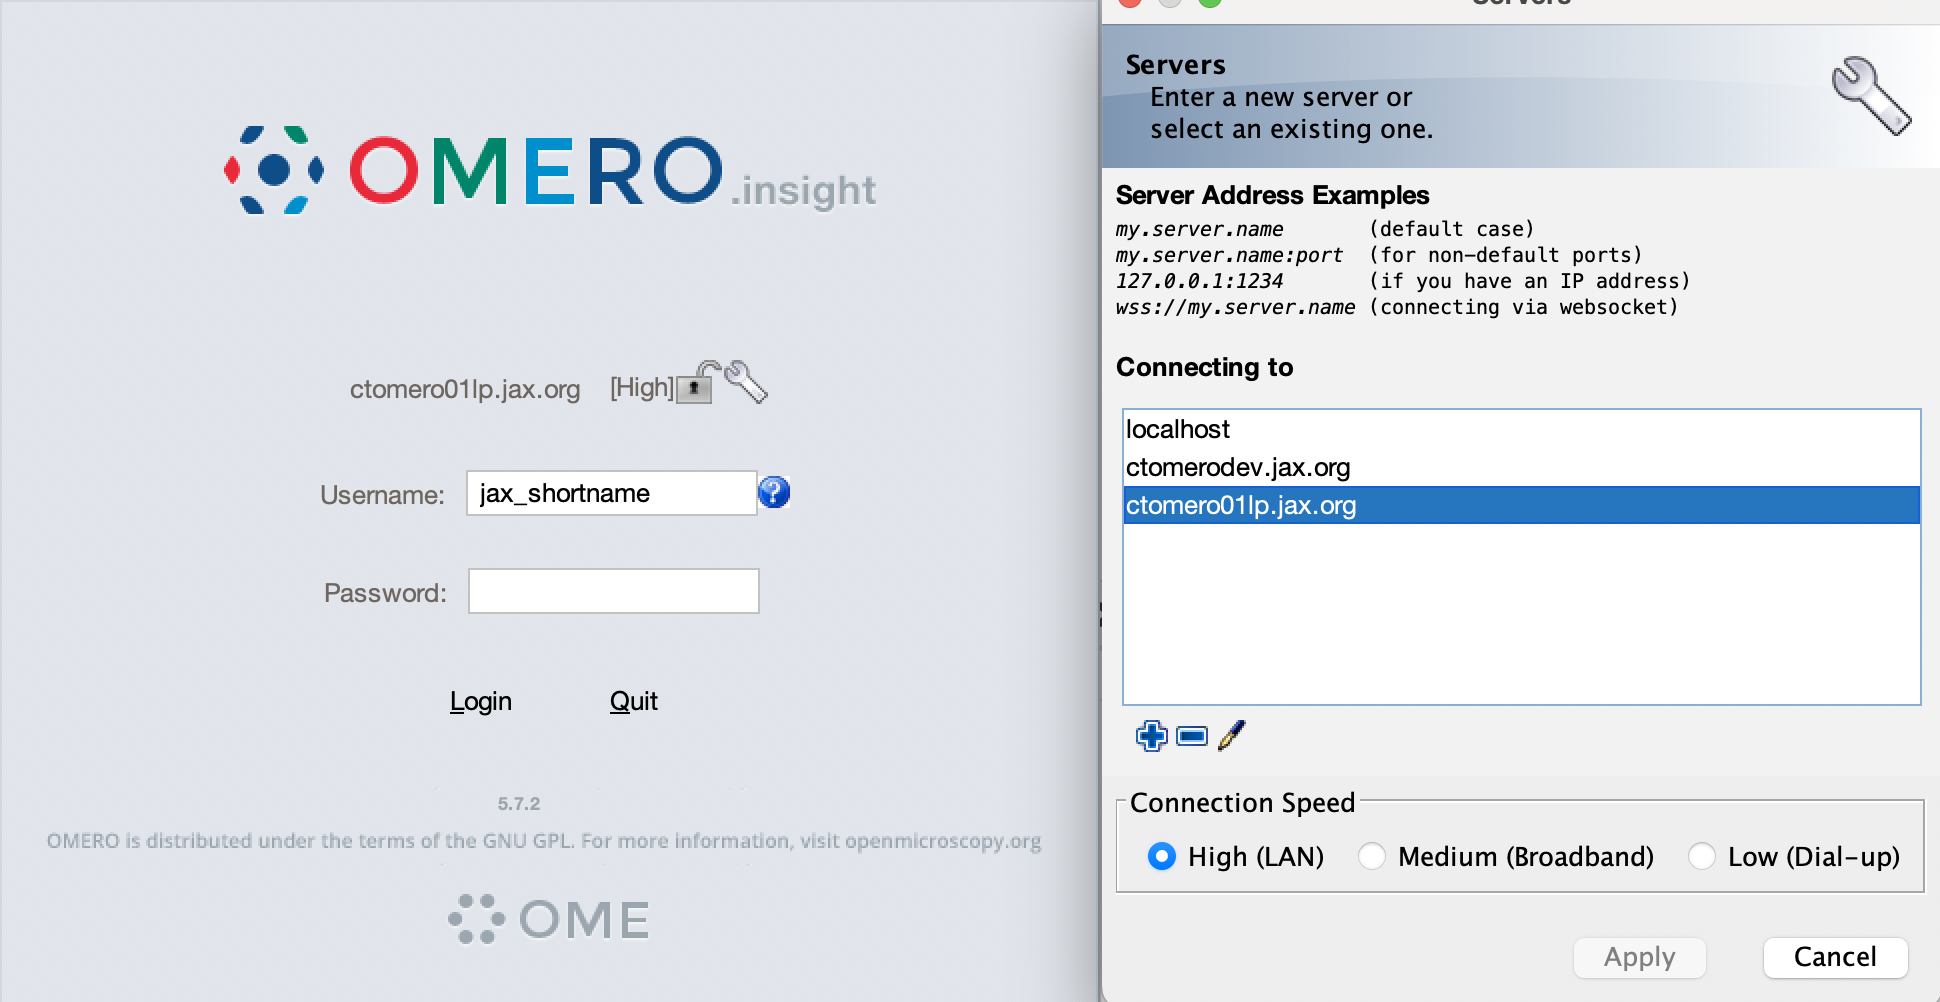 OMERO.insight
ctomero01lp.jax.org [High]
Username: jax_shortname ?
Password:
Login Quit
5.7.2
OMERO is distributed under the terms of the GNU GPL. For more information, visit openmicroscopy.org
OME
Servers
Servers
Enter a new server or
select an existing one.
Server Address Examples
my.server.name (default case)
my.server.name:port (for non-default ports)
127.0.0.1:1234 (if you have an IP address)
wss://my.server.name (connecting via websocket)
Connecting to
localhost
ctomerodev.jax.org
ctomero01lp.jax.org
Connection Speed
High (LAN) Medium (Broadband) Low (Dial-up)
Apply Cancel